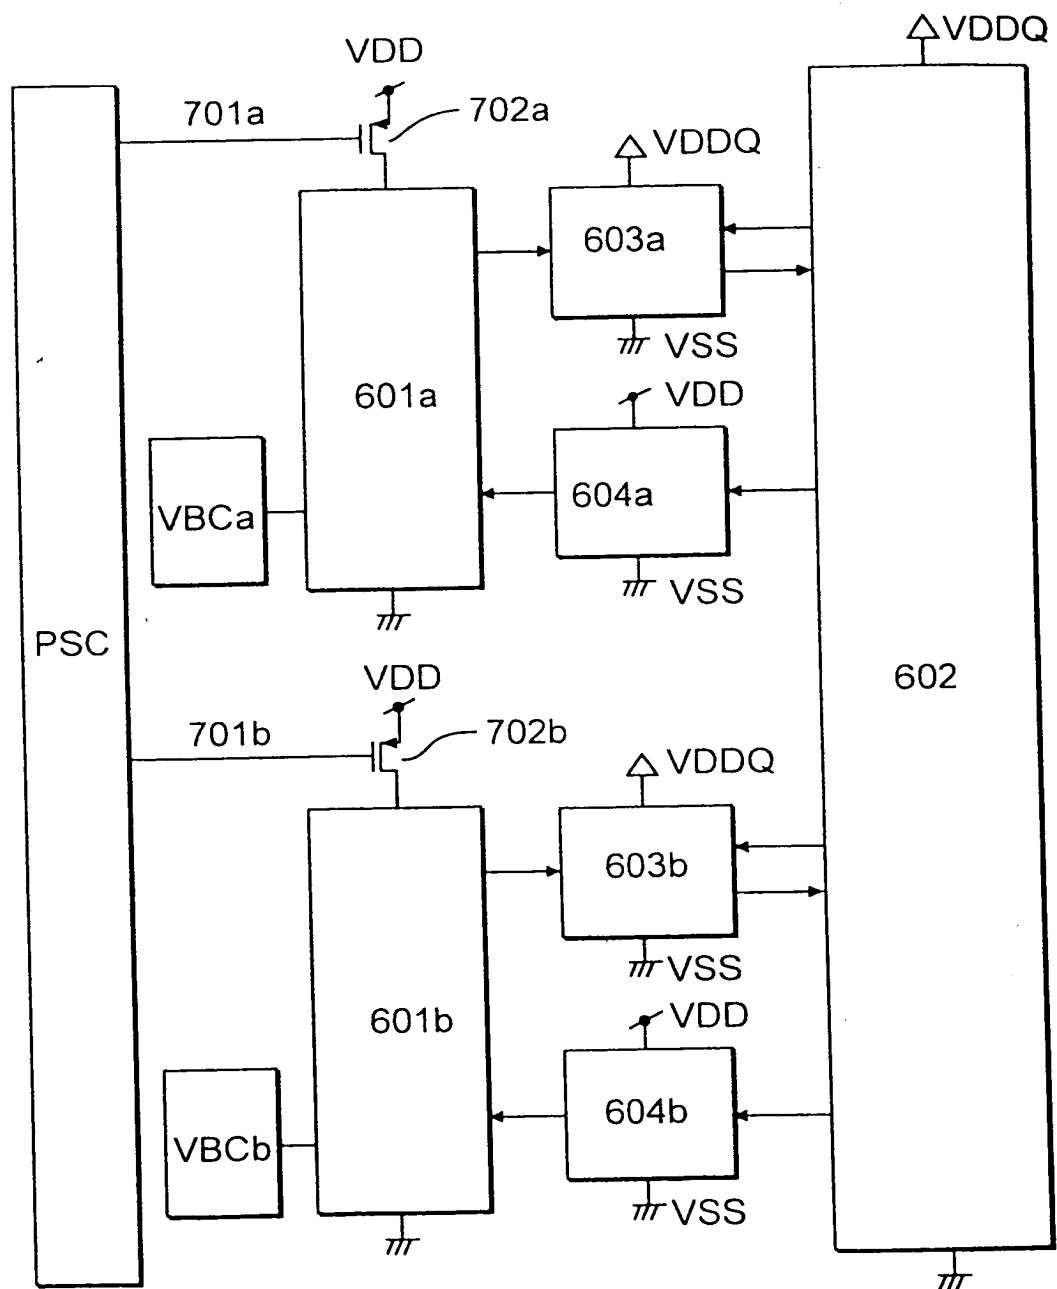 VDDQ
VDD
701a
702a
VDDQ
603a
VSS
601a
VDD
604a
VBCa
VSS
PSC
602
VDD
701b
702b
VDDQ
603b
VSS
601b
VDD
604b
VBCb
VSS